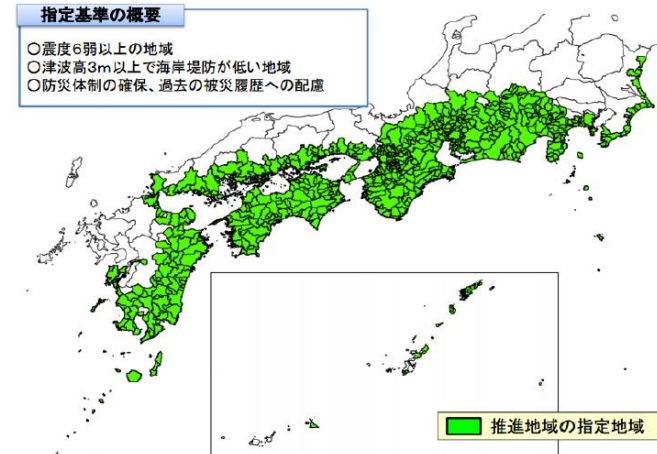 指定基準の概要
○震度6弱以上の地域
○津波高3m以上で海岸堤防が低い地域
○防災体制の確保、過去の被災履歴への配慮
推進地域の指定地域